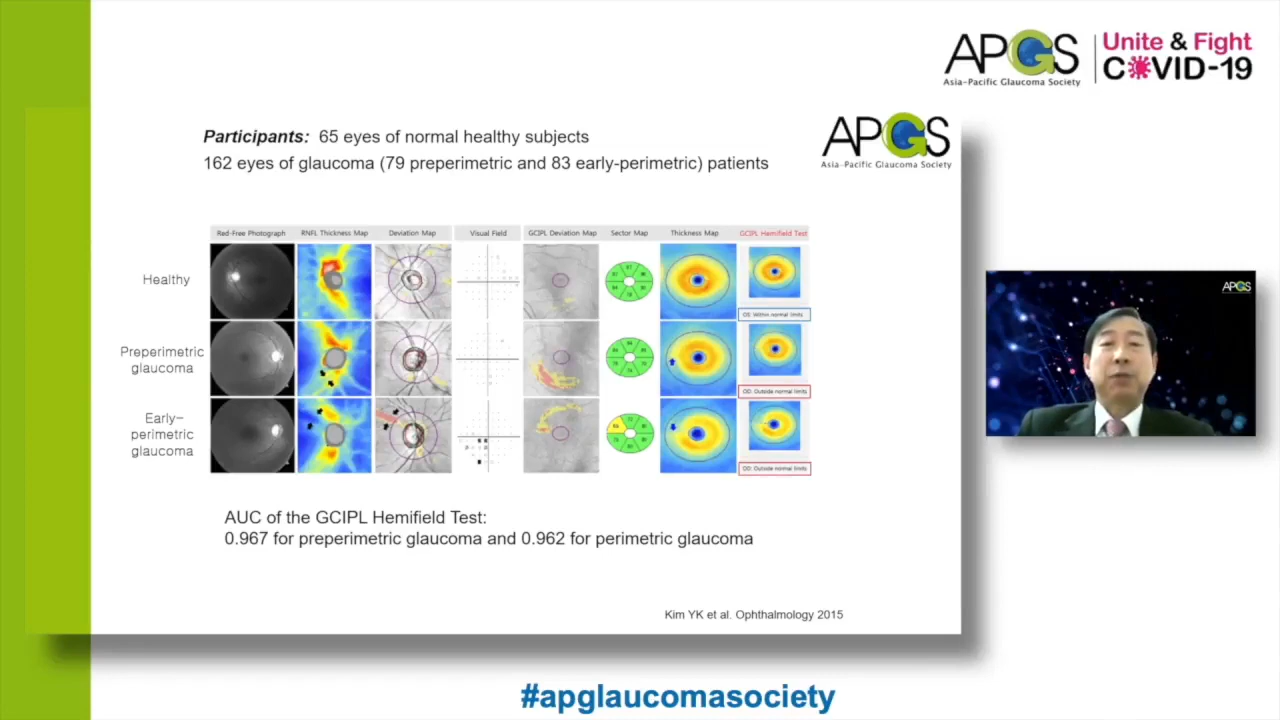 APGS
Asia-Pacific Glaucoma Society
Unite & Fight
COVID-19
Participants: 65 eyes of normal healthy subjects
162 eyes of glaucoma (79 preperimetric and 83 early-perimetric) patients
APGS
Asia-Pacific Glaucoma Society
Red-Free Photograph RNFL Thickness Map Deviation Map Visual Field GCIPL Deviation Map Sector Map Thickness Map GCIPL Hemifield Test
Healthy
OS: Within normal limits
Preperimetric
glaucoma
OD: Outside normal limits
Early-
perimetric
glaucoma
OD: Outside normal limits
APGS
AUC of the GCIPL Hemifield Test:
0.967 for preperimetric glaucoma and 0.962 for perimetric glaucoma
Kim YK et al. Ophthalmology 2015
#apglaucomasociety